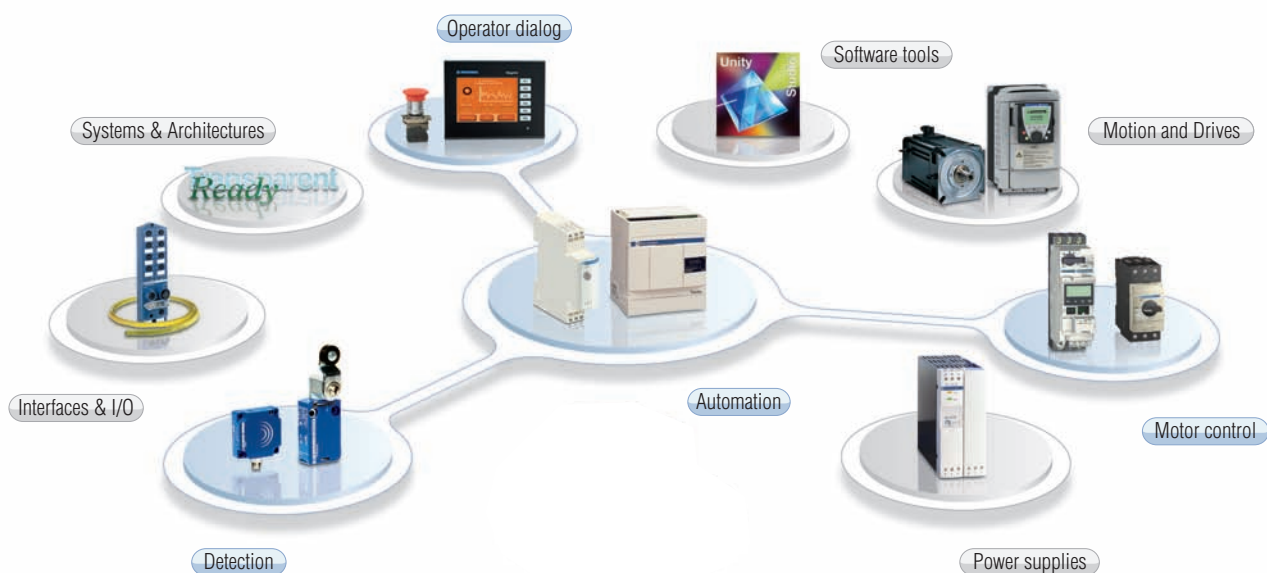 Operator dialog
Software tools
Unity
Studio
Systems & Architectures
Motion and Drives
Transparent
Ready
Interfaces & I/O
Automation
Motor control
Detection
Power supplies